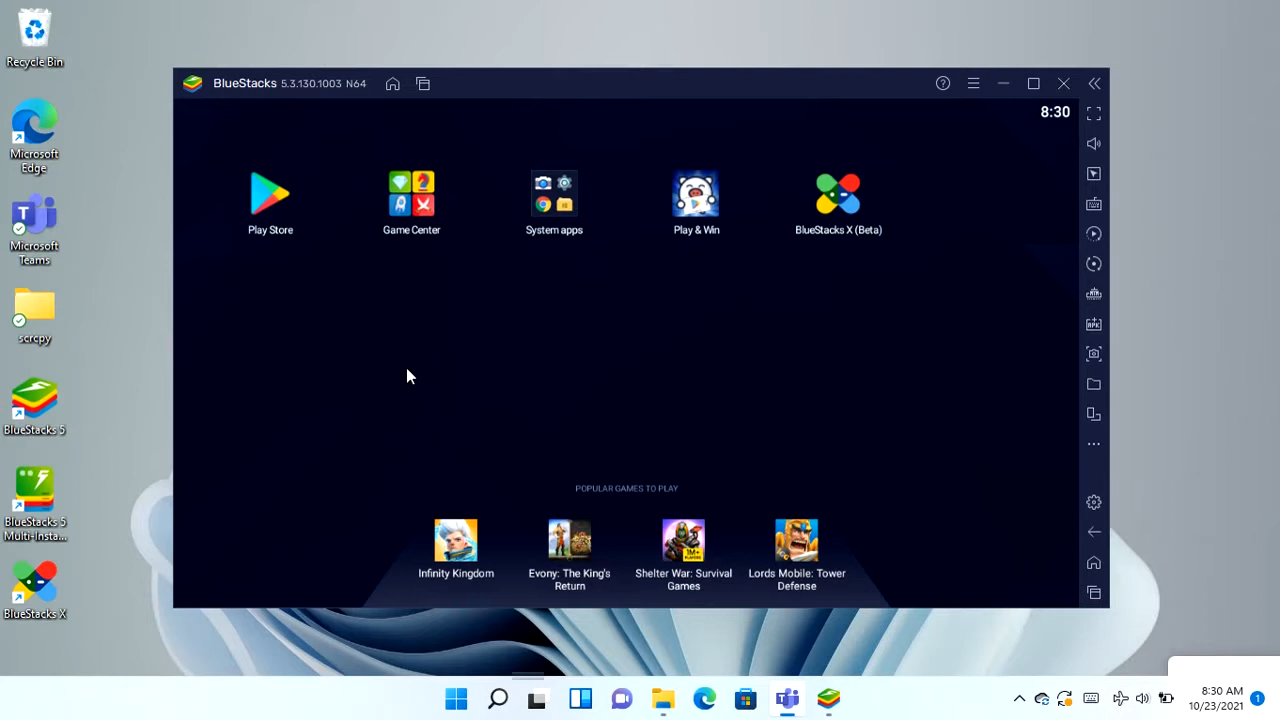 Recycle Bin
Microsoft
Edge
Microsoft
Teams
scrcpy
BlueStacks 5
BlueStacks 5
Multi-Insta...
BlueStacks X
BlueStacks 5.3.130.1003 N64
8:30
Play Store
Game Center
System apps
Play & Win
BlueStacks X (Beta)
POPULAR GAMES TO PLAY
Infinity Kingdom
Evony: The King's
Return
Shelter War: Survival
Games
Lords Mobile: Tower
Defense
8:30 AM
10/23/2021
1